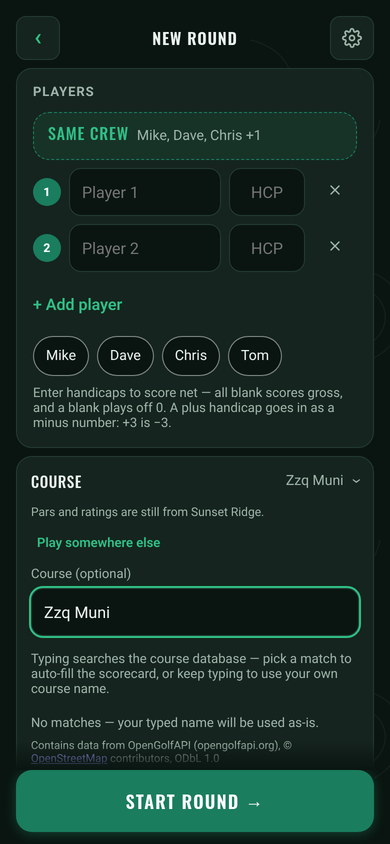 NEW ROUND
PLAYERS
SAME CREW Mike, Dave, Chris +1
1 Player 1 HCP ×
2 Player 2 HCP ×
+ Add player
Mike Dave Chris Tom
Enter handicaps to score net — all blank scores gross,
and a blank plays off 0. A plus handicap goes in as a
minus number: +3 is −3.
COURSE Zzq Muni
Pars and ratings are still from Sunset Ridge.
Play somewhere else
Course (optional)
Zzq Muni
Typing searches the course database — pick a match to
auto-fill the scorecard, or keep typing to use your own
course name.
No matches — your typed name will be used as-is.
Contains data from OpenGolfAPI (opengolfapi.org), ©
OpenStreetMap contributors, ODbL 1.0
START ROUND →